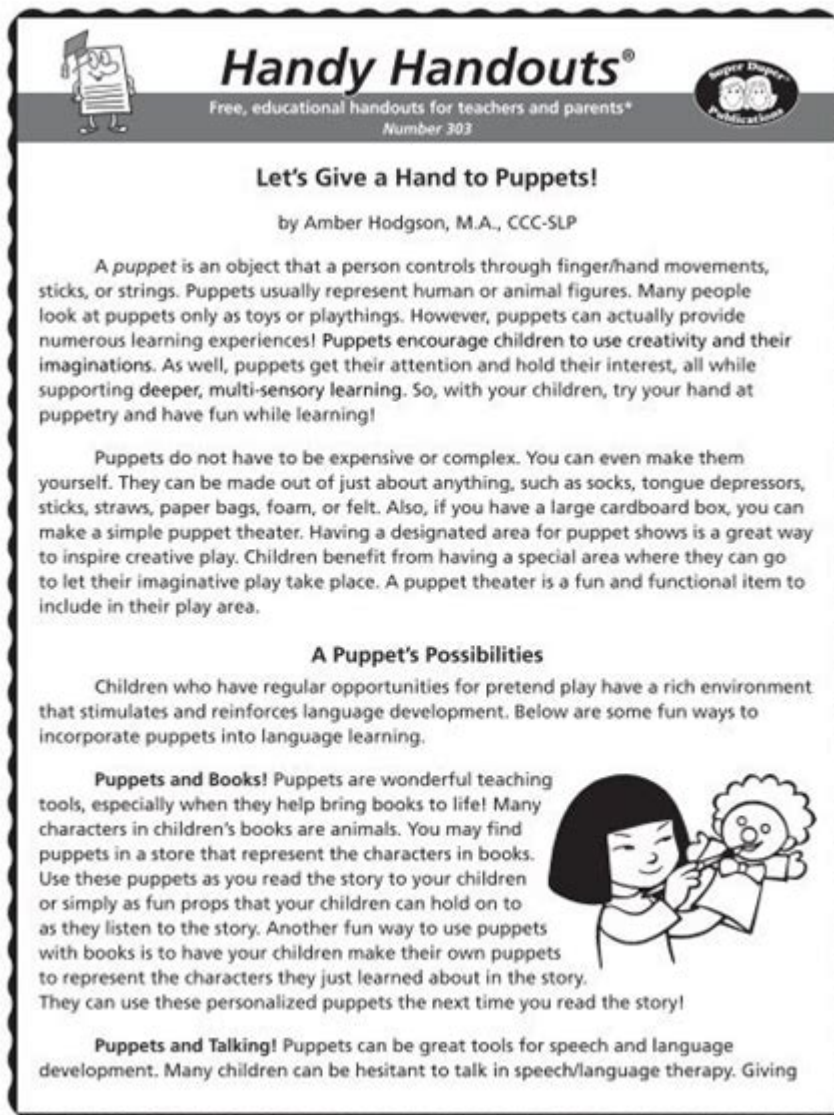 Handy Handouts®
Super Duper®
Publications
Free, educational handouts for teachers and parents*
Number 303
Let's Give a Hand to Puppets!
by Amber Hodgson, M.A., CCC-SLP
A puppet is an object that a person controls through finger/hand movements,
sticks, or strings. Puppets usually represent human or animal figures. Many people
look at puppets only as toys or playthings. However, puppets can actually provide
numerous learning experiences! Puppets encourage children to use creativity and their
imaginations. As well, puppets get their attention and hold their interest, all while
supporting deeper, multi-sensory learning. So, with your children, try your hand at
puppetry and have fun while learning!
Puppets do not have to be expensive or complex. You can even make them
yourself. They can be made out of just about anything, such as socks, tongue depressors,
sticks, straws, paper bags, foam, or felt. Also, if you have a large cardboard box, you can
make a simple puppet theater. Having a designated area for puppet shows is a great way
to inspire creative play. Children benefit from having a special area where they can go
to let their imaginative play take place. A puppet theater is a fun and functional item to
include in their play area.
A Puppet's Possibilities
Children who have regular opportunities for pretend play have a rich environment
that stimulates and reinforces language development. Below are some fun ways to
incorporate puppets into language learning.
Puppets and Books! Puppets are wonderful teaching
tools, especially when they help bring books to life! Many
characters in children's books are animals. You may find
puppets in a store that represent the characters in books.
Use these puppets as you read the story to your children
or simply as fun props that your children can hold on to
as they listen to the story. Another fun way to use puppets
with books is to have your children make their own puppets
to represent the characters they just learned about in the story.
They can use these personalized puppets the next time you read the story!
Puppets and Talking! Puppets can be great tools for speech and language
development. Many children can be hesitant to talk in speech/language therapy. Giving